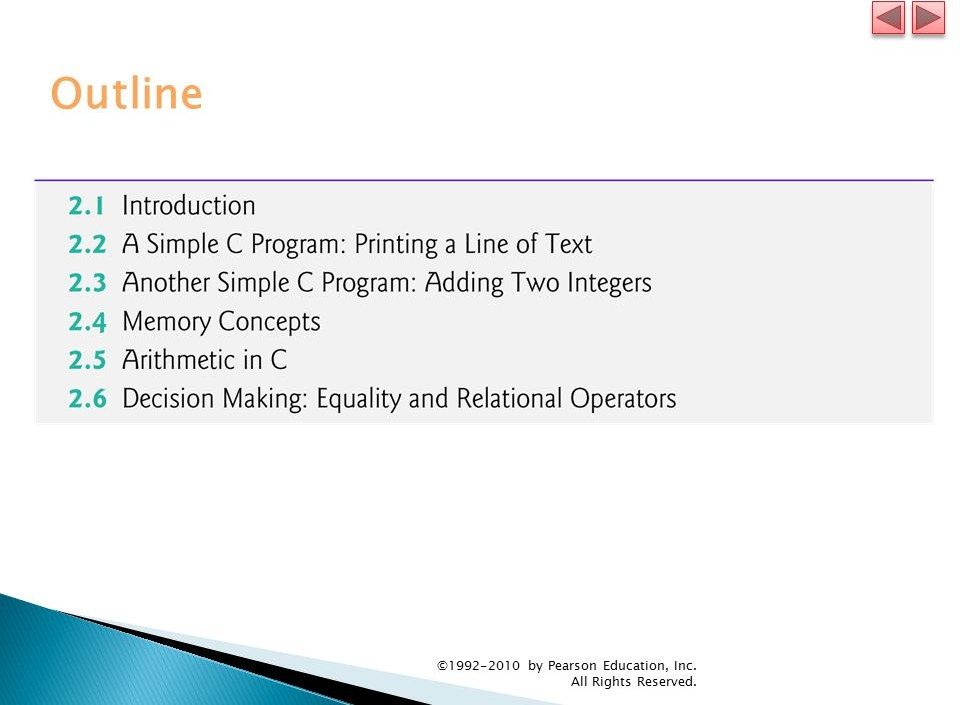 Outline
2.1 Introduction
2.2 A Simple C Program: Printing a Line of Text
2.3 Another Simple C Program: Adding Two Integers
2.4 Memory Concepts
2.5 Arithmetic in C
2.6 Decision Making: Equality and Relational Operators
©1992-2010 by Pearson Education, Inc.
All Rights Reserved.